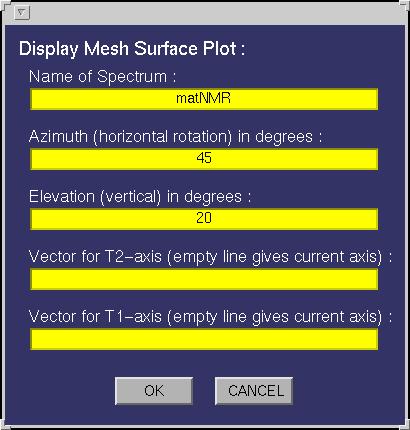 Display Mesh Surface Plot :
Name of Spectrum :
matNMR
Azimuth (horizontal rotation) in degrees :
45
Elevation (vertical) in degrees :
20
Vector for T2-axis (empty line gives current axis) :
Vector for T1-axis (empty line gives current axis) :
OK CANCEL